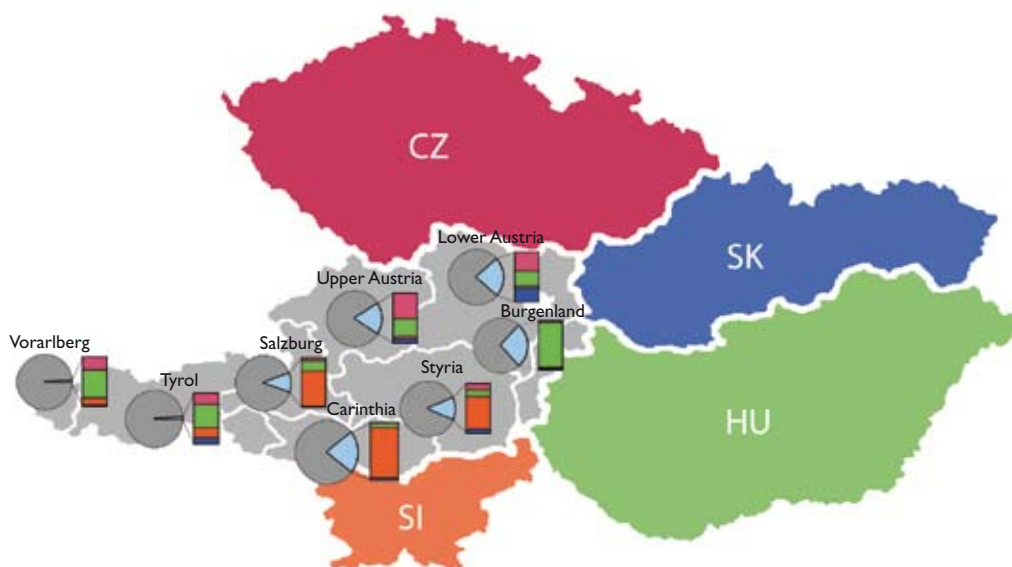 CZ
Lower Austria
SK
Upper Austria
Burgenland
Vorarlberg
Salzburg
Styria
Tyrol
Carinthia
HU
SI